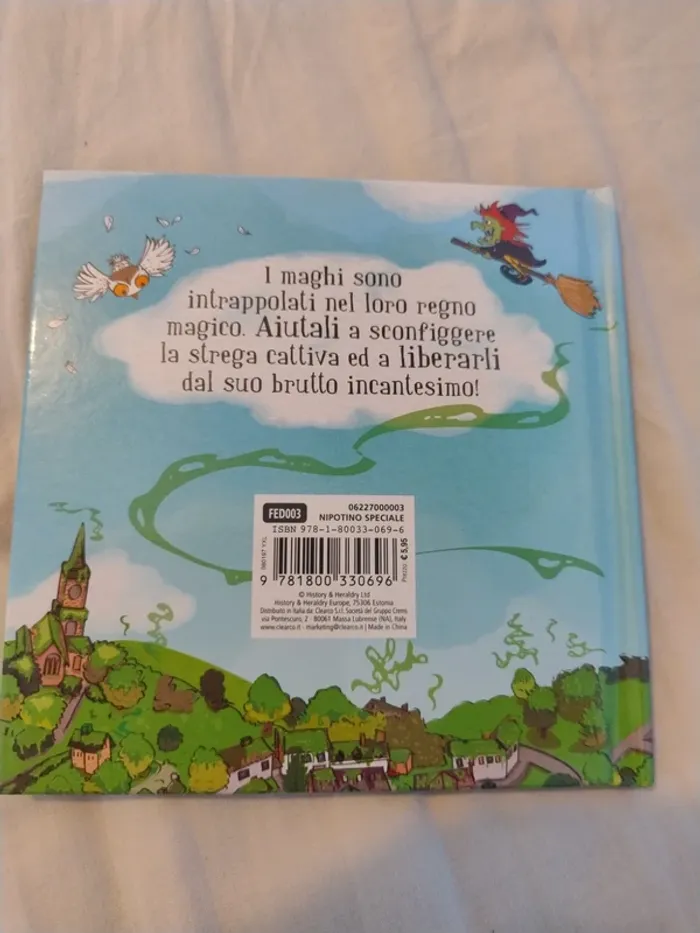 I maghi sono
intrappolati nel loro regno
magico. Aiutali a sconfiggere
la strega cattiva ed a liberarli
dal suo brutto incantesimo!
FED003
06227000003
NIPOTINO SPECIALE
ISBN 978-1-80033-069-6
Prezzo: € 5,95
9 781800 330696
© History & Heraldry Ltd
History & Heraldry Europe, 75306 Estonia
Distribuito in Italia da: Clearco S.r.l. Società del Gruppo Cremo
via Pontescuro, 2 - 80061 Massa Lubrense (NA), Italy
www.clearco.it - marketing@clearco.it | Made in China